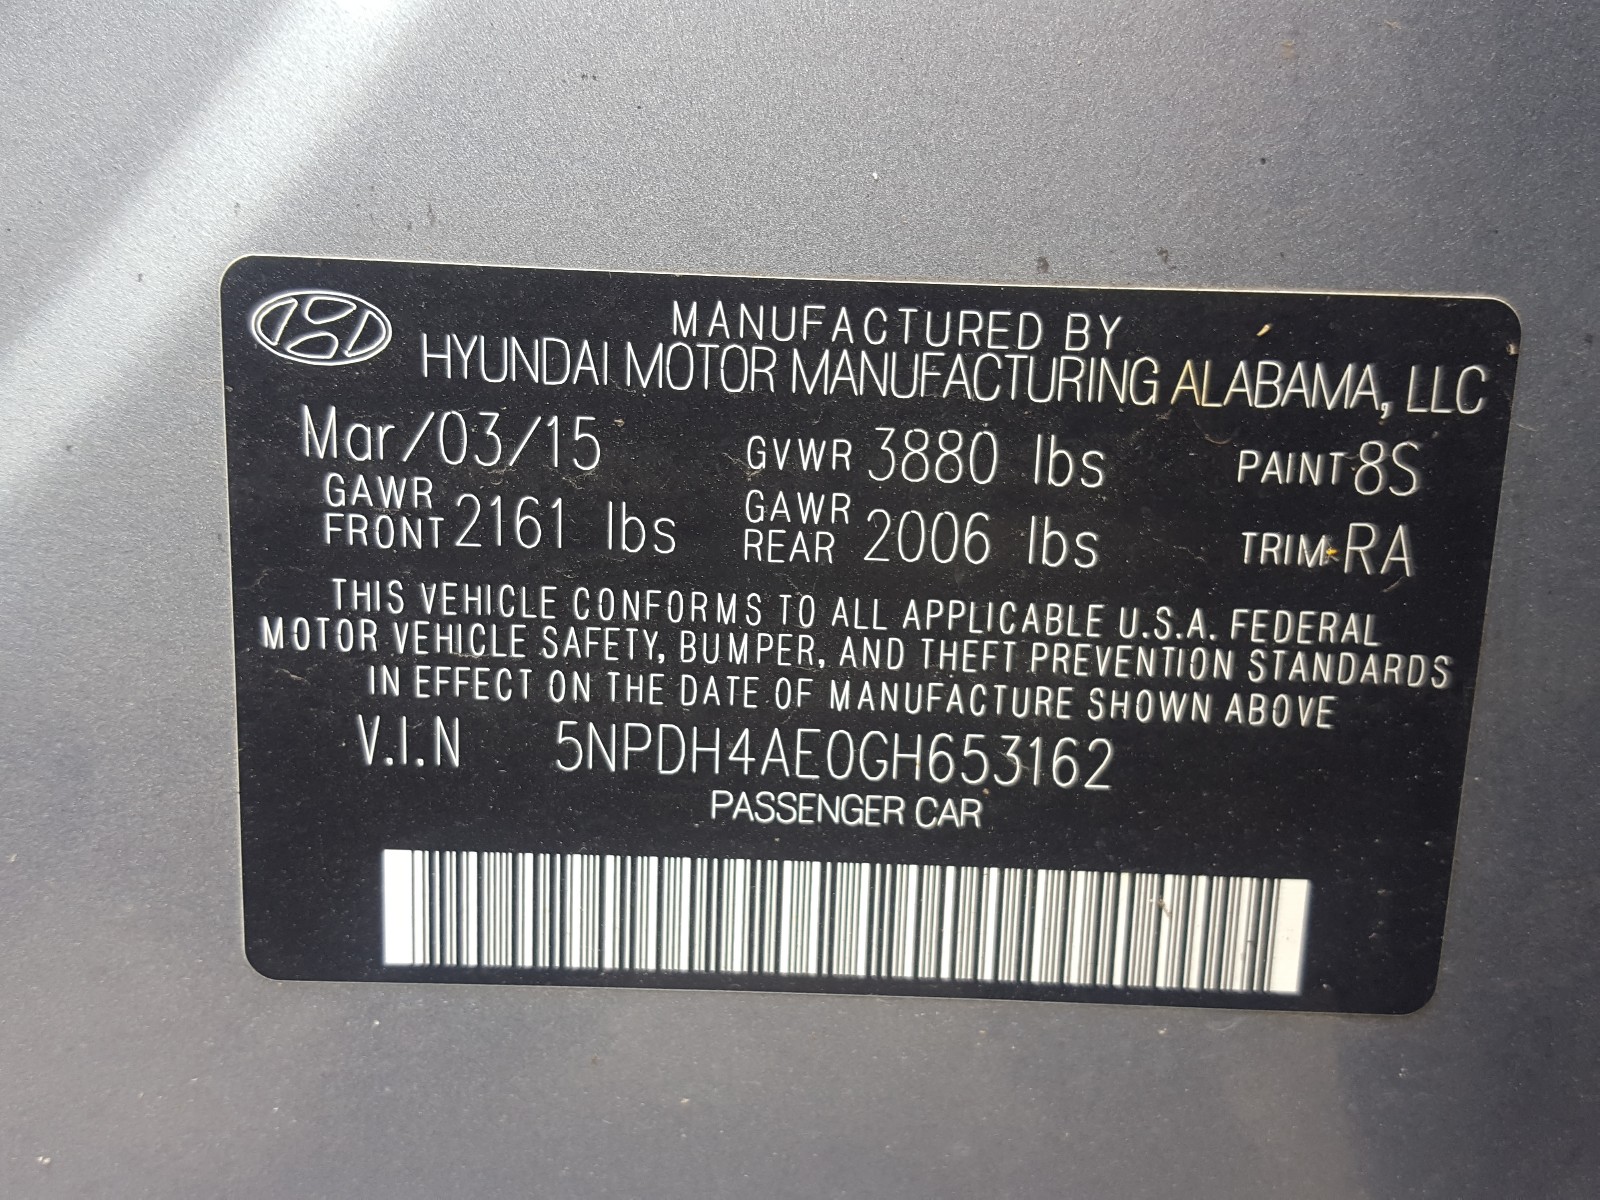 MANUFACTURED BY
HYUNDAI MOTOR MANUFACTURING ALABAMA, LLC
Mar/03/15 GVWR 3880 lbs PAINT 8S
GAWR FRONT 2161 lbs GAWR REAR 2006 lbs TRIM RA
THIS VEHICLE CONFORMS TO ALL APPLICABLE U.S.A. FEDERAL
MOTOR VEHICLE SAFETY, BUMPER, AND THEFT PREVENTION STANDARDS
IN EFFECT ON THE DATE OF MANUFACTURE SHOWN ABOVE
V.I.N 5NPDH4AE0GH653162
PASSENGER CAR